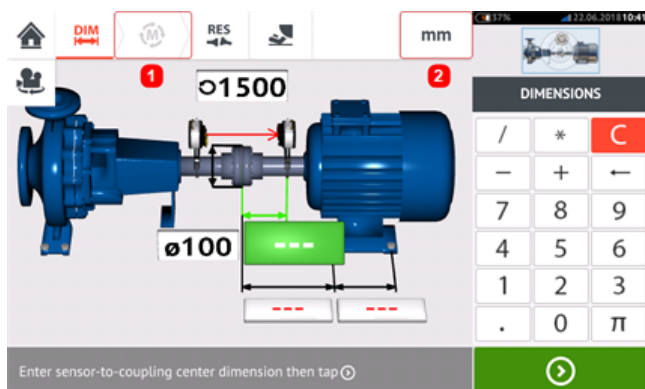 37% 22.06.2018 10:41
DIM M RES mm
1 2
1500
DIMENSIONS
/ * C
− + ←
7 8 9
ø100 ---
4 5 6
1 2 3
--- ---
. 0 π
Enter sensor-to-coupling center dimension then tap